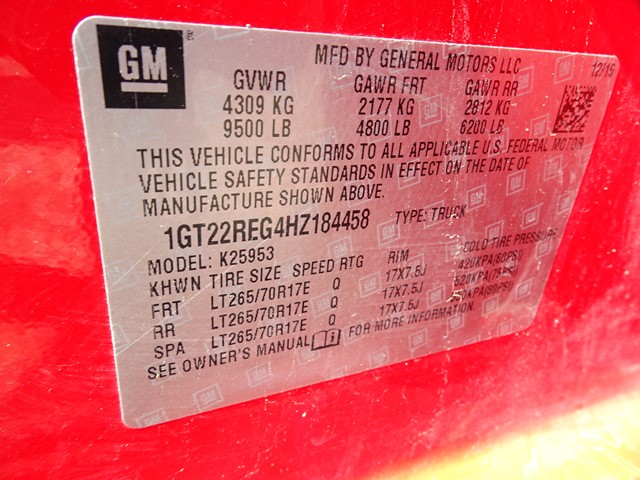 GM
MFD BY GENERAL MOTORS LLC
12/16
GVWR GAWR FRT GAWR RR
4309 KG 2177 KG 2812 KG
9500 LB 4800 LB 6200 LB
THIS VEHICLE CONFORMS TO ALL APPLICABLE U.S. FEDERAL MOTOR
VEHICLE SAFETY STANDARDS IN EFFECT ON THE DATE OF
MANUFACTURE SHOWN ABOVE.
1GT22REG4HZ184458 TYPE: TRUCK
MODEL: K25953
KHWN TIRE SIZE SPEED RTG RIM COLD TIRE PRESSURE
FRT LT265/70R17E Q 17X7.5J 420KPA(60PSI)
RR LT265/70R17E Q 17X7.5J 520KPA(75PSI)
SPA LT265/70R17E Q 17X7.5J
SEE OWNER'S MANUAL FOR MORE INFORMATION.